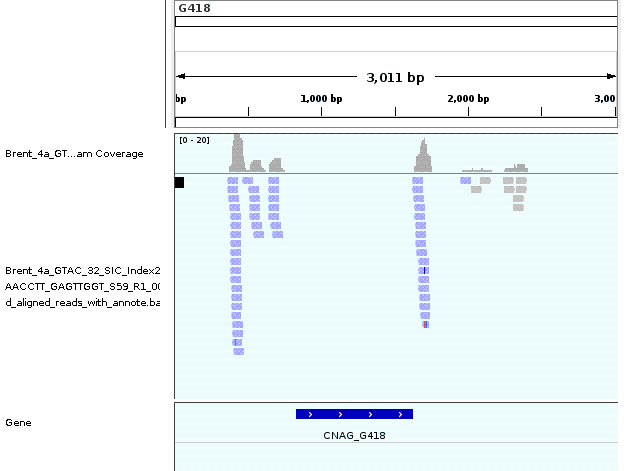 G418
3,011 bp
bp 1,000 bp 2,000 bp 3,00
[0 - 20]
Brent_4a_GT...am Coverage
Brent_4a_GTAC_32_SIC_Index2
AACCTT_GAGTTGGT_S59_R1_00
d_aligned_reads_with_annote.ba
Gene
CNAG_G418